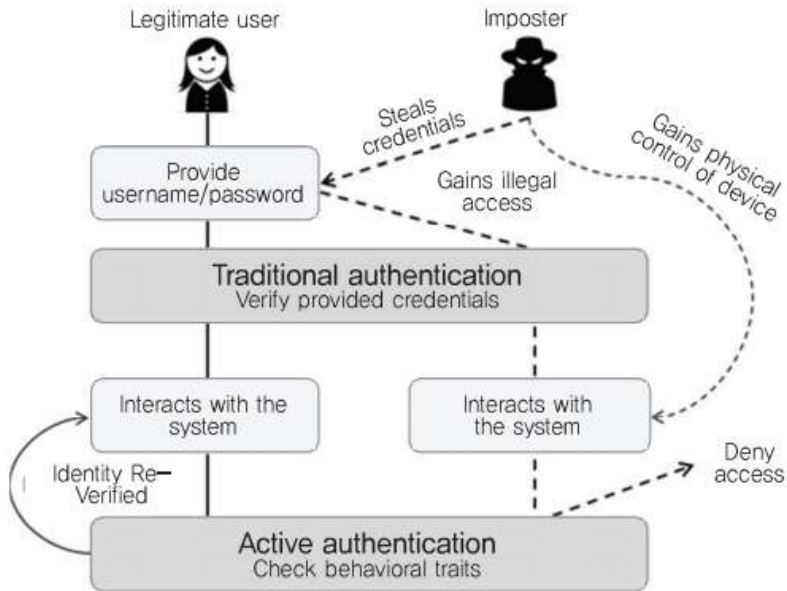 Legitimate user
Imposter
Steals
credentials
Gains physical
control of device
Provide
username/password
Gains illegal
access
Traditional authentication
Verify provided credentials
Interacts with the
system
Interacts with
the system
Identity Re-
Verified
Deny
access
Active authentication
Check behavioral traits